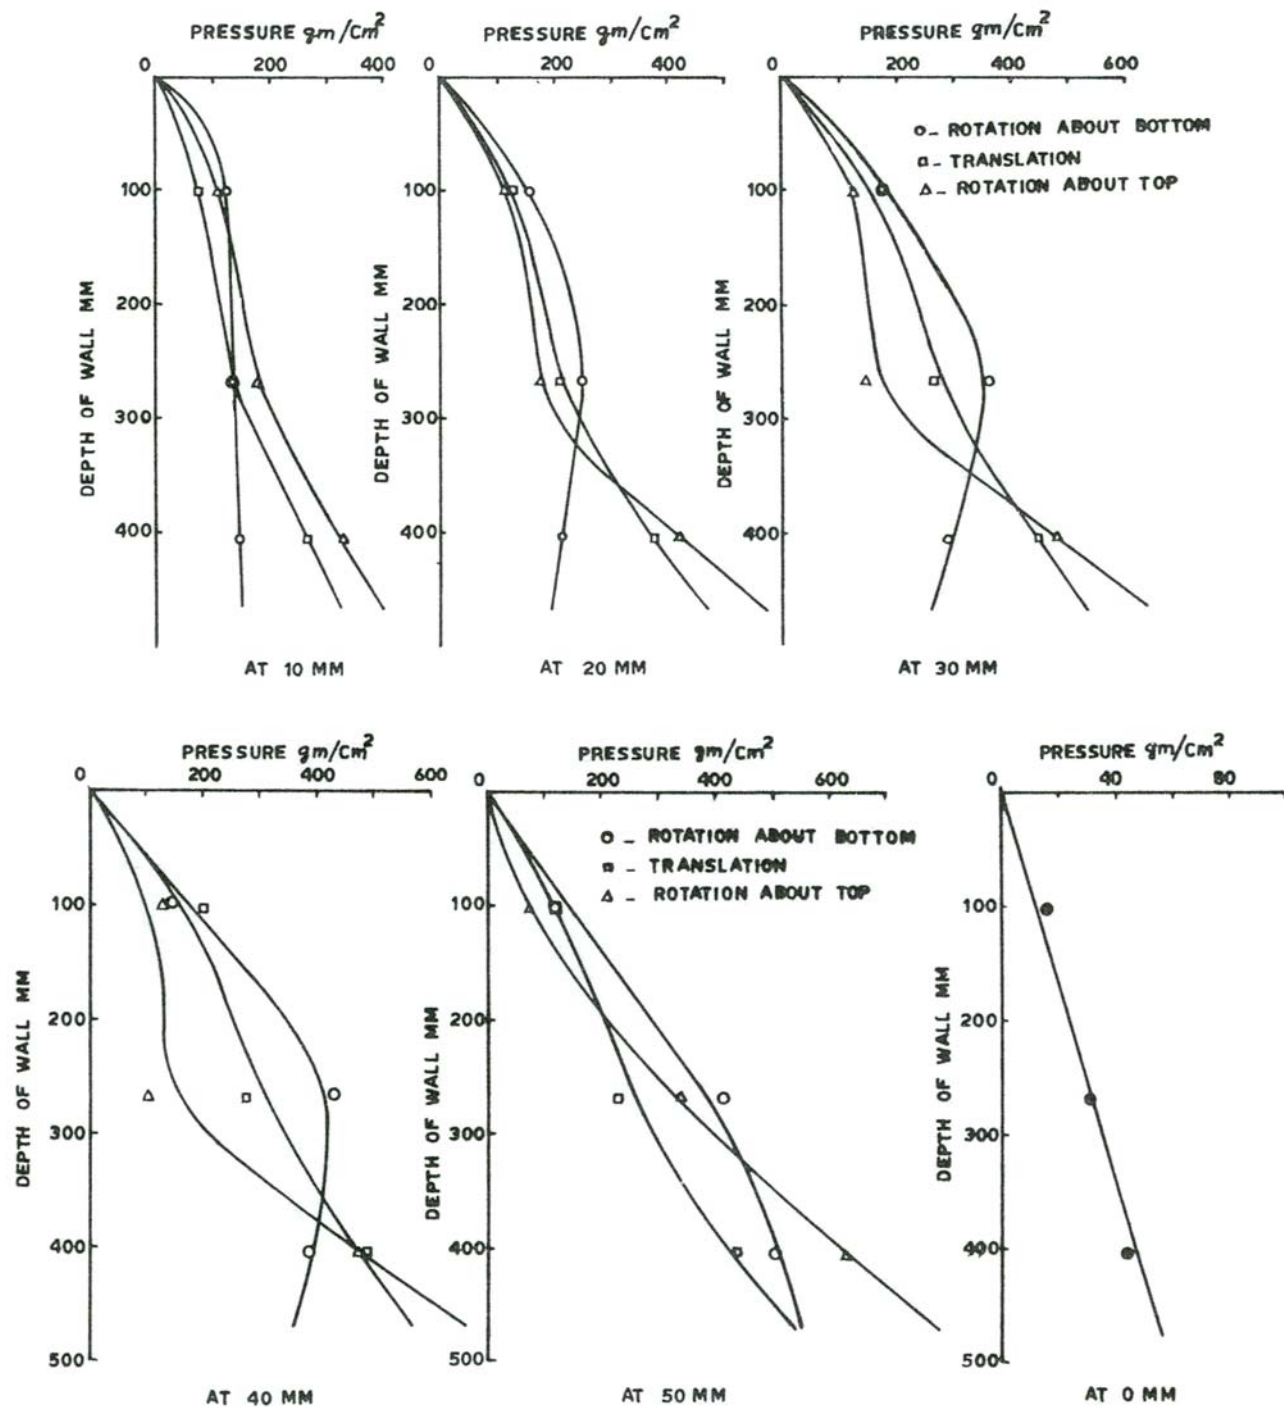 PRESSURE gm/cm²
0 200 400
100
200
300
400
DEPTH OF WALL MM
AT 10 MM
PRESSURE gm/cm²
0 200 400
100
200
300
400
DEPTH OF WALL MM
AT 20 MM
PRESSURE gm/cm²
0 200 400 600
100
200
300
400
DEPTH OF WALL MM
O - ROTATION ABOUT BOTTOM
□ - TRANSLATION
△ - ROTATION ABOUT TOP
AT 30 MM
PRESSURE gm/cm²
0 200 400 600
100
200
300
400
500
DEPTH OF WALL MM
AT 40 MM
PRESSURE gm/cm²
0 200 400 600
100
200
300
400
500
DEPTH OF WALL MM
O - ROTATION ABOUT BOTTOM
□ - TRANSLATION
△ - ROTATION ABOUT TOP
AT 50 MM
PRESSURE gm/cm²
0 40 80
100
200
300
400
500
DEPTH OF WALL MM
AT 0 MM